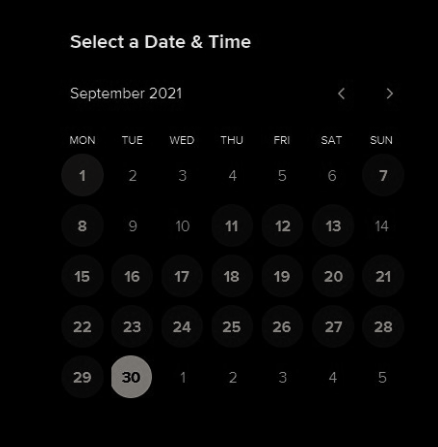 Select a Date & Time
September 2021
MON TUE WED THU FRI SAT SUN
1 2 3 4 5 6 7
8 9 10 11 12 13 14
15 16 17 18 19 20 21
22 23 24 25 26 27 28
29 30 1 2 3 4 5